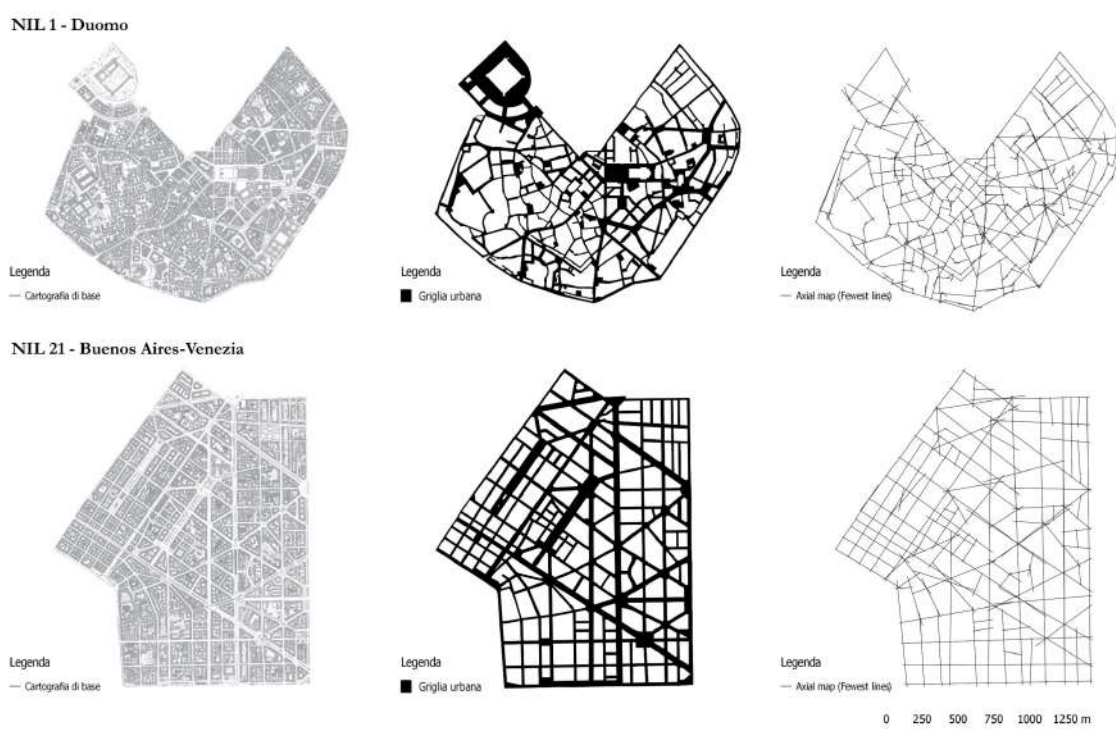 NIL 1 - Duomo
Legenda
Cartografia di base
Legenda
Griglia urbana
Legenda
Axial map (Fewest lines)
NIL 21 - Buenos Aires-Venezia
Legenda
Cartografia di base
Legenda
Griglia urbana
Legenda
Axial map (Fewest lines)
0 250 500 750 1000 1250 m